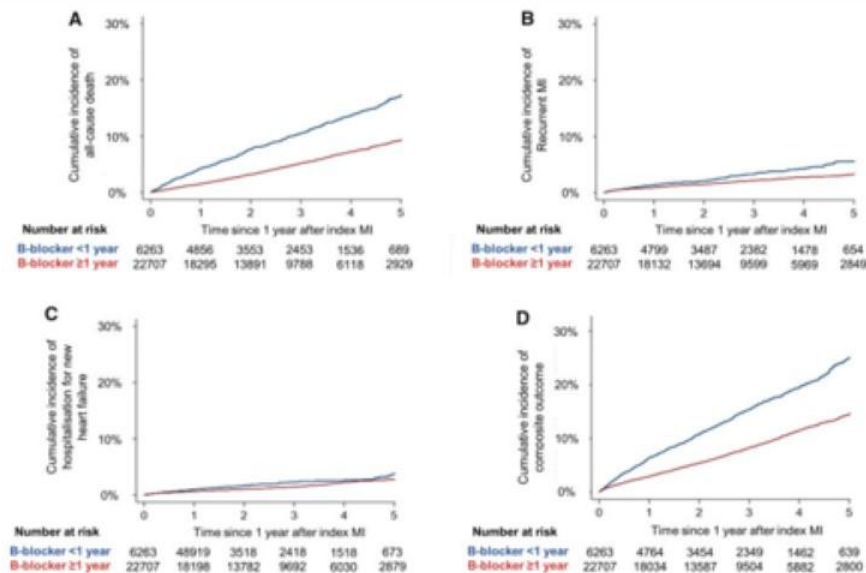 A
30%
20%
10%
0%
Cumulative incidence of
all-cause death
0 1 2 3 4 5
Number at risk
Time since 1 year after index MI
B-blocker <1 year 6263 4856 3553 2453 1536 689
B-blocker ≥1 year 22707 18295 13891 9788 6118 2929
B
30%
20%
10%
0%
Cumulative incidence of
Recurrent MI
0 1 2 3 4 5
Number at risk
Time since 1 year after index MI
B-blocker <1 year 6263 4799 3487 2382 1478 654
B-blocker ≥1 year 22707 18132 13694 9599 5969 2849
C
30%
20%
10%
0%
Cumulative incidence of
hospitalisation for new
heart failure
0 1 2 3 4 5
Number at risk
Time since 1 year after index MI
B-blocker <1 year 6263 48919 3518 2418 1518 673
B-blocker ≥1 year 22707 18198 13782 9692 6030 2879
D
30%
20%
10%
0%
Cumulative incidence of
composite outcome
0 1 2 3 4 5
Number at risk
Time since 1 year after index MI
B-blocker <1 year 6263 4764 3454 2349 1462 639
B-blocker ≥1 year 22707 18034 13587 9504 5882 2800